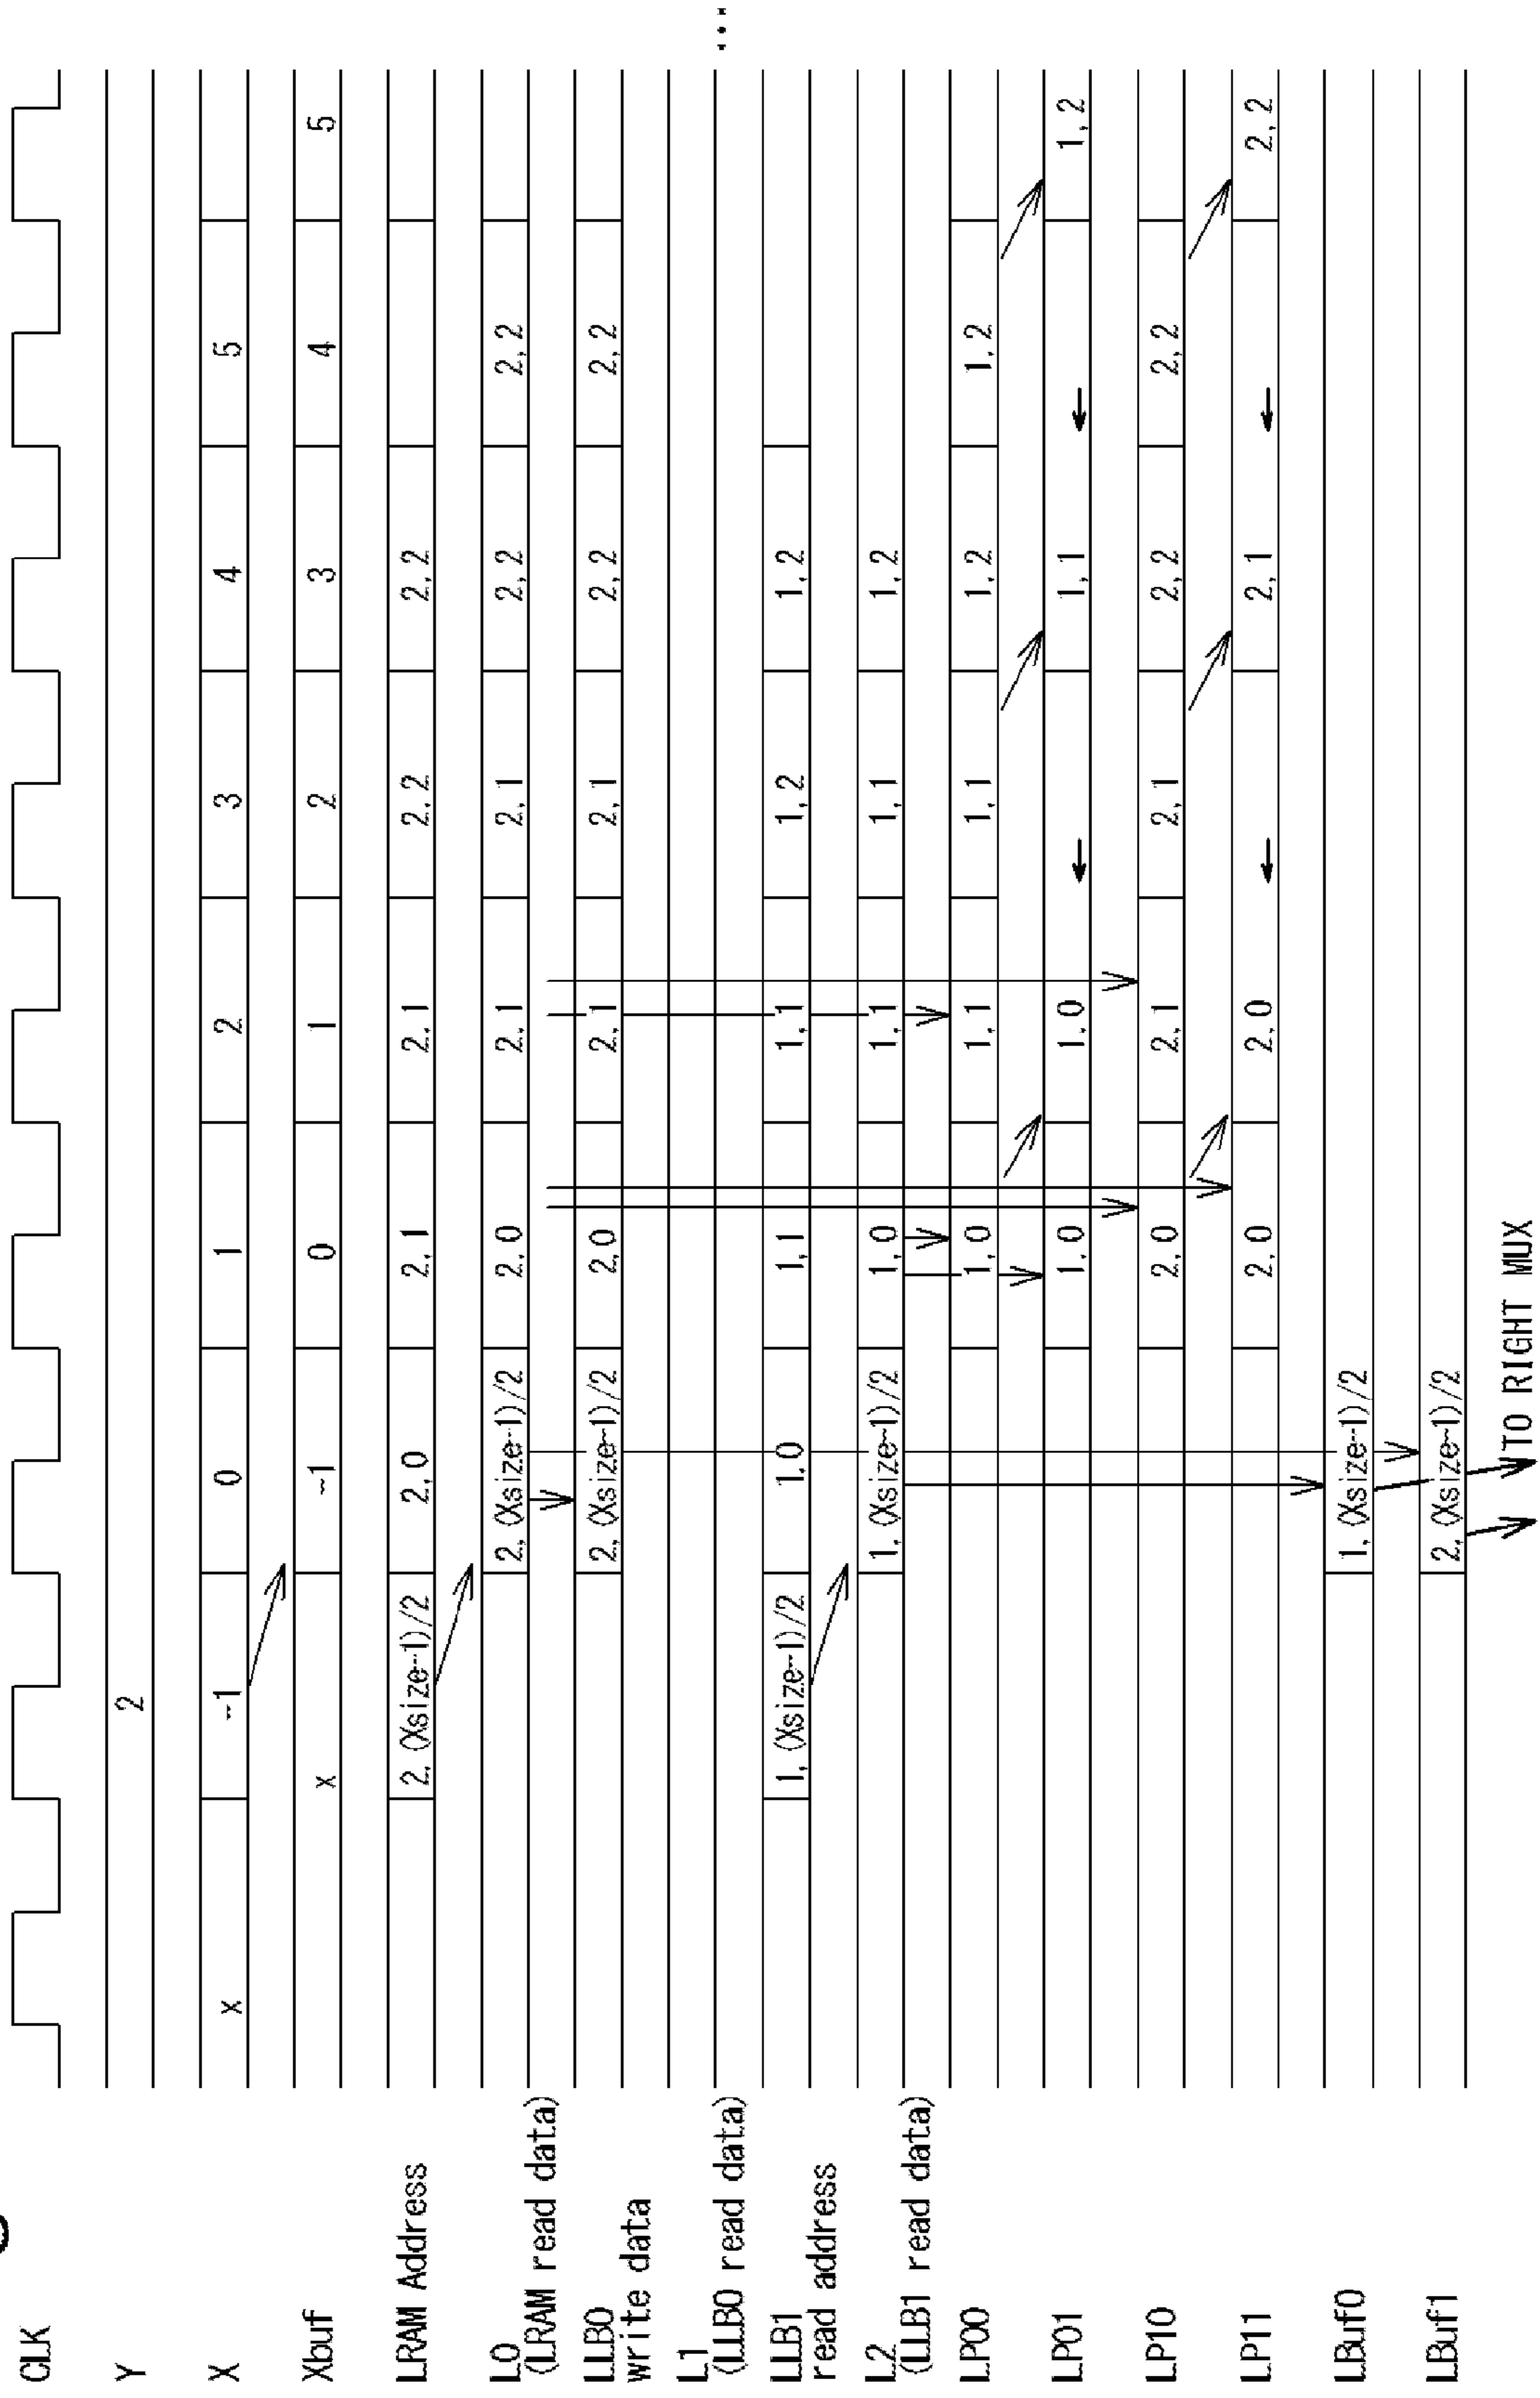 CLK
Y 2
X x ~1 0 1 2 3 4 5
Xbuf x ~1 0 1 2 3 4 5
LRAM Address 2, (Xsize~1)/2 2,0 2,1 2,1 2,2 2,2
L0 2, (Xsize~1)/2 2,0 2,1 2,1 2,2 2,2
(LRAM read data)
LLB0 2, (Xsize~1)/2 2,0 2,1 2,1 2,2 2,2
write data
L1
(LLB0 read data)
...
LLB1 1, (Xsize~1)/2 1,0 1,1 1,1 1,2 1,2
read address
L2 1, (Xsize~1)/2 1,0 1,1 1,1 1,2
(LLB1 read data)
LP00 1,0 1,1 1,1 1,2 1,2
LP01 1,0 1,0 1,1 1,2
LP10 2,0 2,1 2,1 2,2 2,2
LP11 2,0 2,0 2,1 2,2
LBuf0 1, (Xsize~1)/2
LBuf1 2, (Xsize~1)/2
TO RIGHT MUX